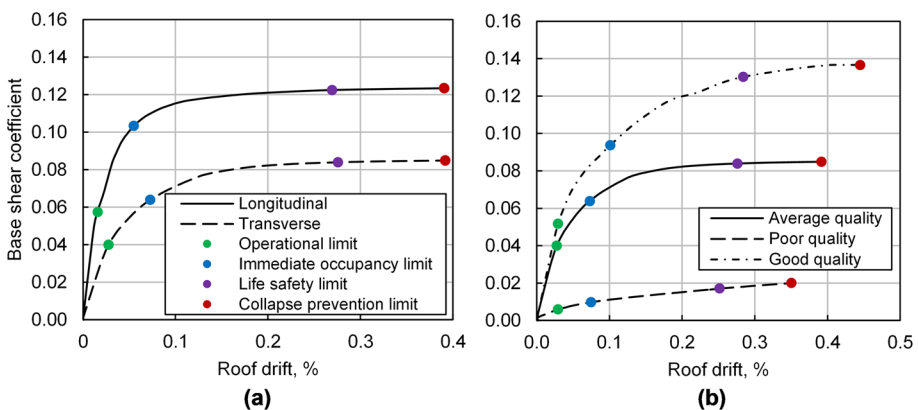 Base shear coefficient
0.16
0.14
0.12
0.10
0.08
0.06
0.04
0.02
0.00
(a)
Longitudinal
Transverse
Operational limit
Immediate occupancy limit
Life safety limit
Collapse prevention limit
0 0.1 0.2 0.3 0.4
Roof drift, %
(a)
0.16
0.14
0.12
0.10
0.08
0.06
0.04
0.02
0.00
(b)
Average quality
Poor quality
Good quality
0.0 0.1 0.2 0.3 0.4 0.5
Roof drift, %
(b)